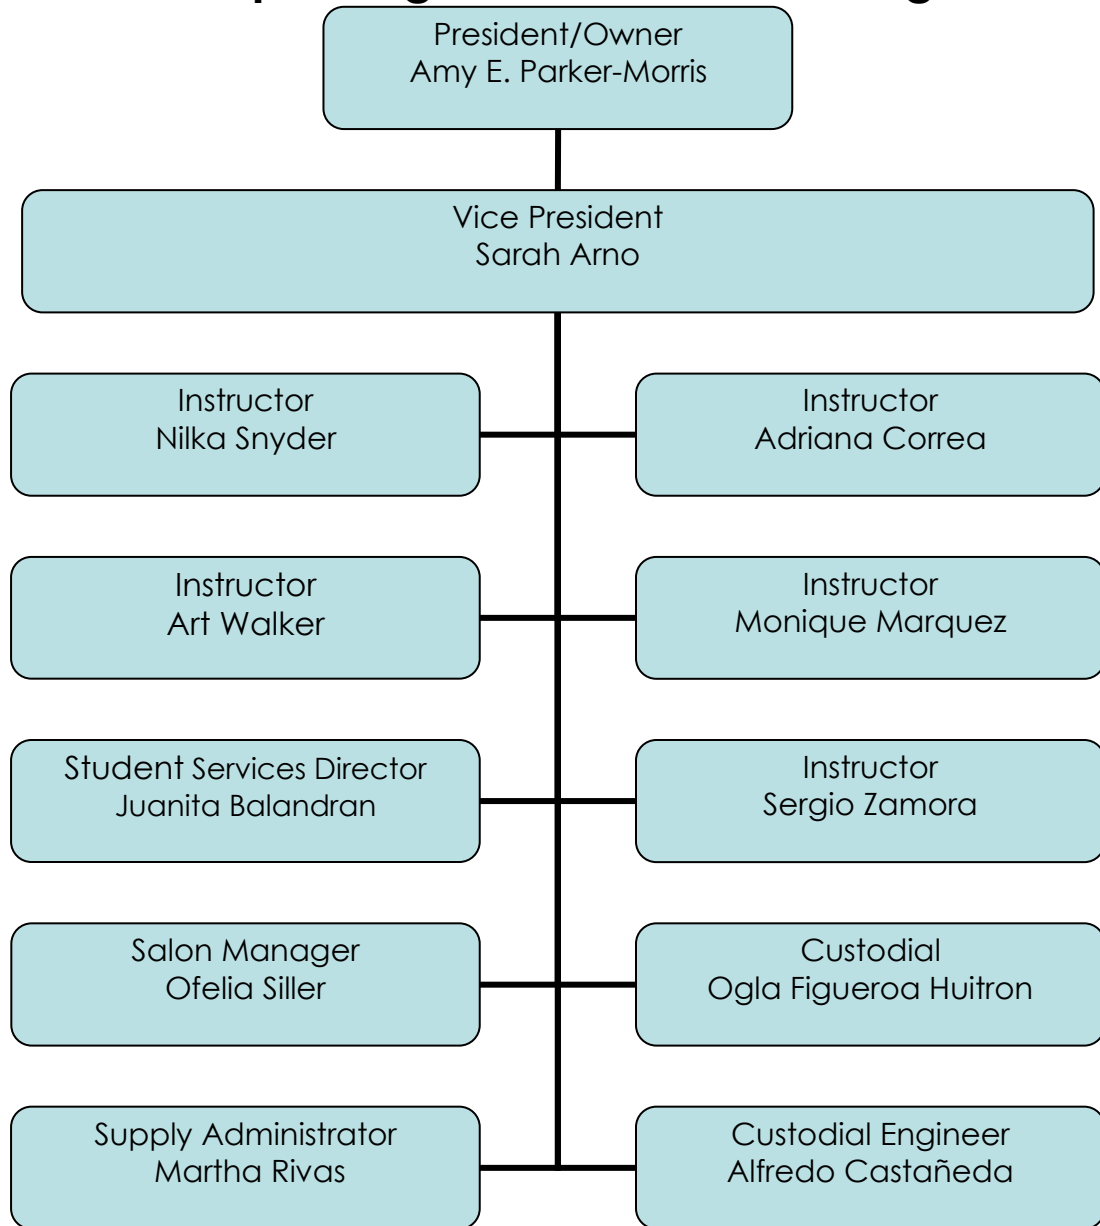 President/Owner
Amy E. Parker-Morris
Vice President
Sarah Arno
Instructor
Nilka Snyder
Instructor
Adriana Correa
Instructor
Art Walker
Instructor
Monique Marquez
Student Services Director
Juanita Balandran
Instructor
Sergio Zamora
Salon Manager
Ofelia Siller
Custodial
Ogla Figueroa Huitron
Supply Administrator
Martha Rivas
Custodial Engineer
Alfredo Castañeda